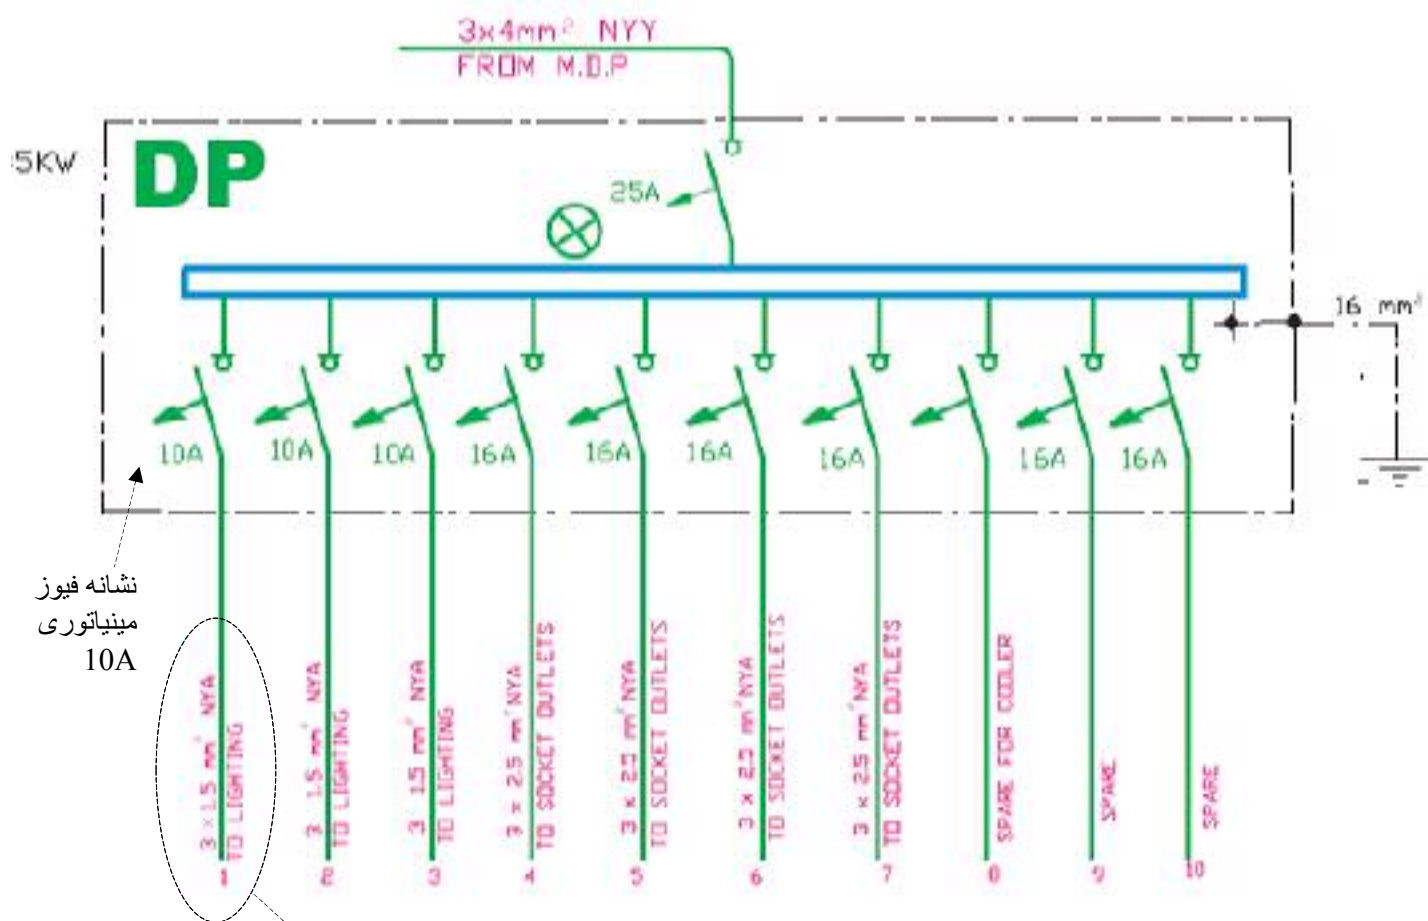 3x4mm² NYY
FROM M.D.P
5KW
DP
25A
16 mm²
10A
10A
10A
16A
16A
16A
16A
16A
16A
نشانه فیوز
مینیاتوری
10A
3 x 1.5 mm² NYA
TO LIGHTING
3 1.5 mm² NYA
TO LIGHTING
3 1.5 mm² NYA
TO LIGHTING
3 x 2.5 mm² NYA
TO SOCKET OUTLETS
3 x 2.5 mm² NYA
TO SOCKET OUTLETS
3 x 2.5 mm² NYA
TO SOCKET OUTLETS
3 x 2.5 mm² NYA
TO SOCKET OUTLETS
SPARE FOR COOLER
SPARE
SPARE
1 2 3 4 5 6 7 8 9 10